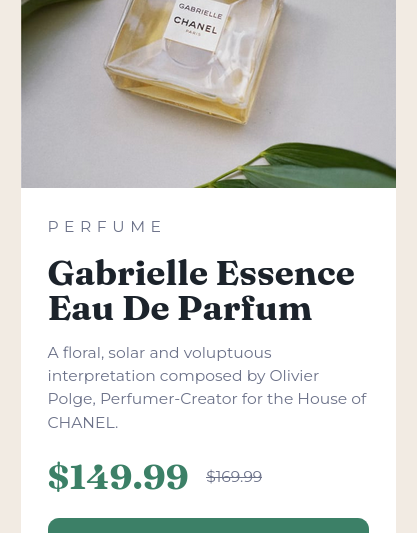 GABRIELLE
CHANEL
PARIS
PERFUME
Gabrielle Essence
Eau De Parfum
A floral, solar and voluptuous
interpretation composed by Olivier
Polge, Perfumer-Creator for the House of
CHANEL.
$149.99 $169.99